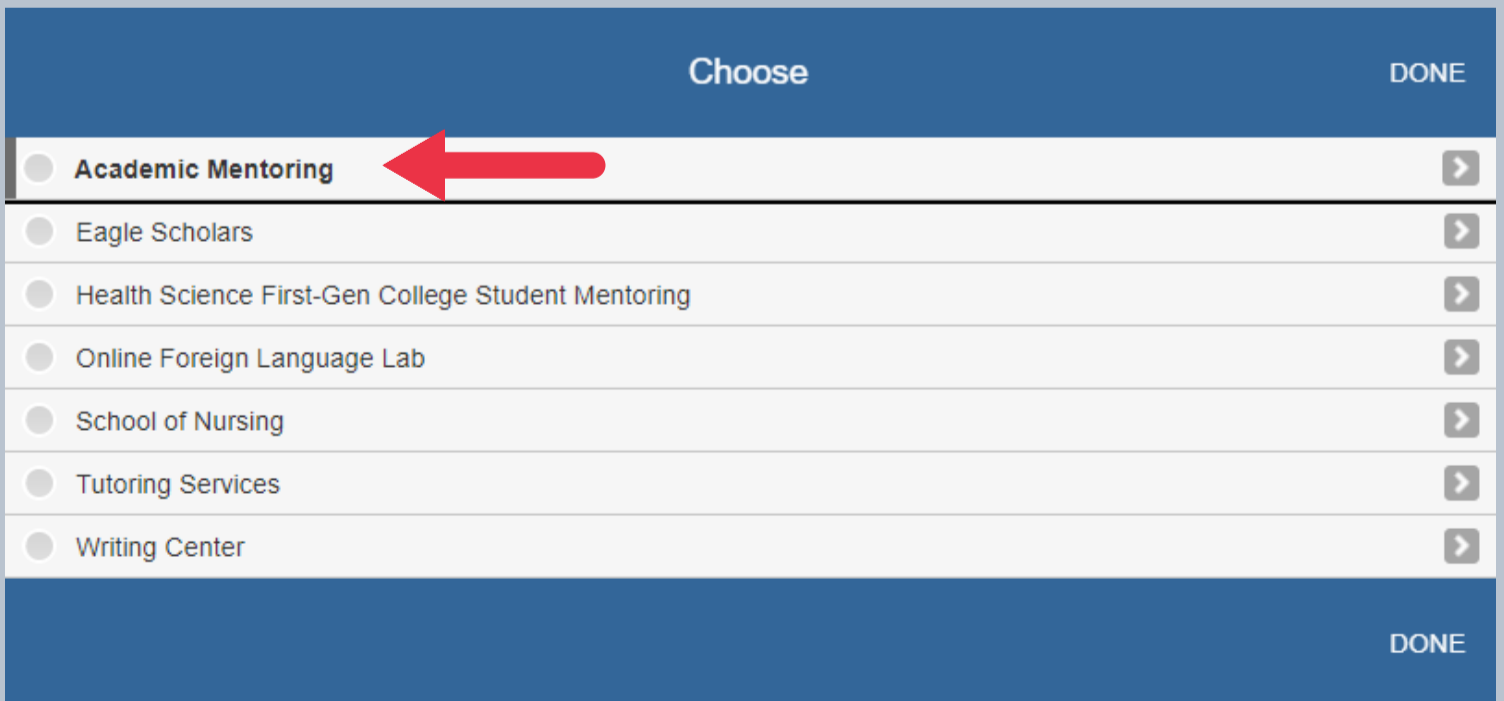 Choose
DONE
Academic Mentoring
Eagle Scholars
Health Science First-Gen College Student Mentoring
Online Foreign Language Lab
School of Nursing
Tutoring Services
Writing Center
DONE